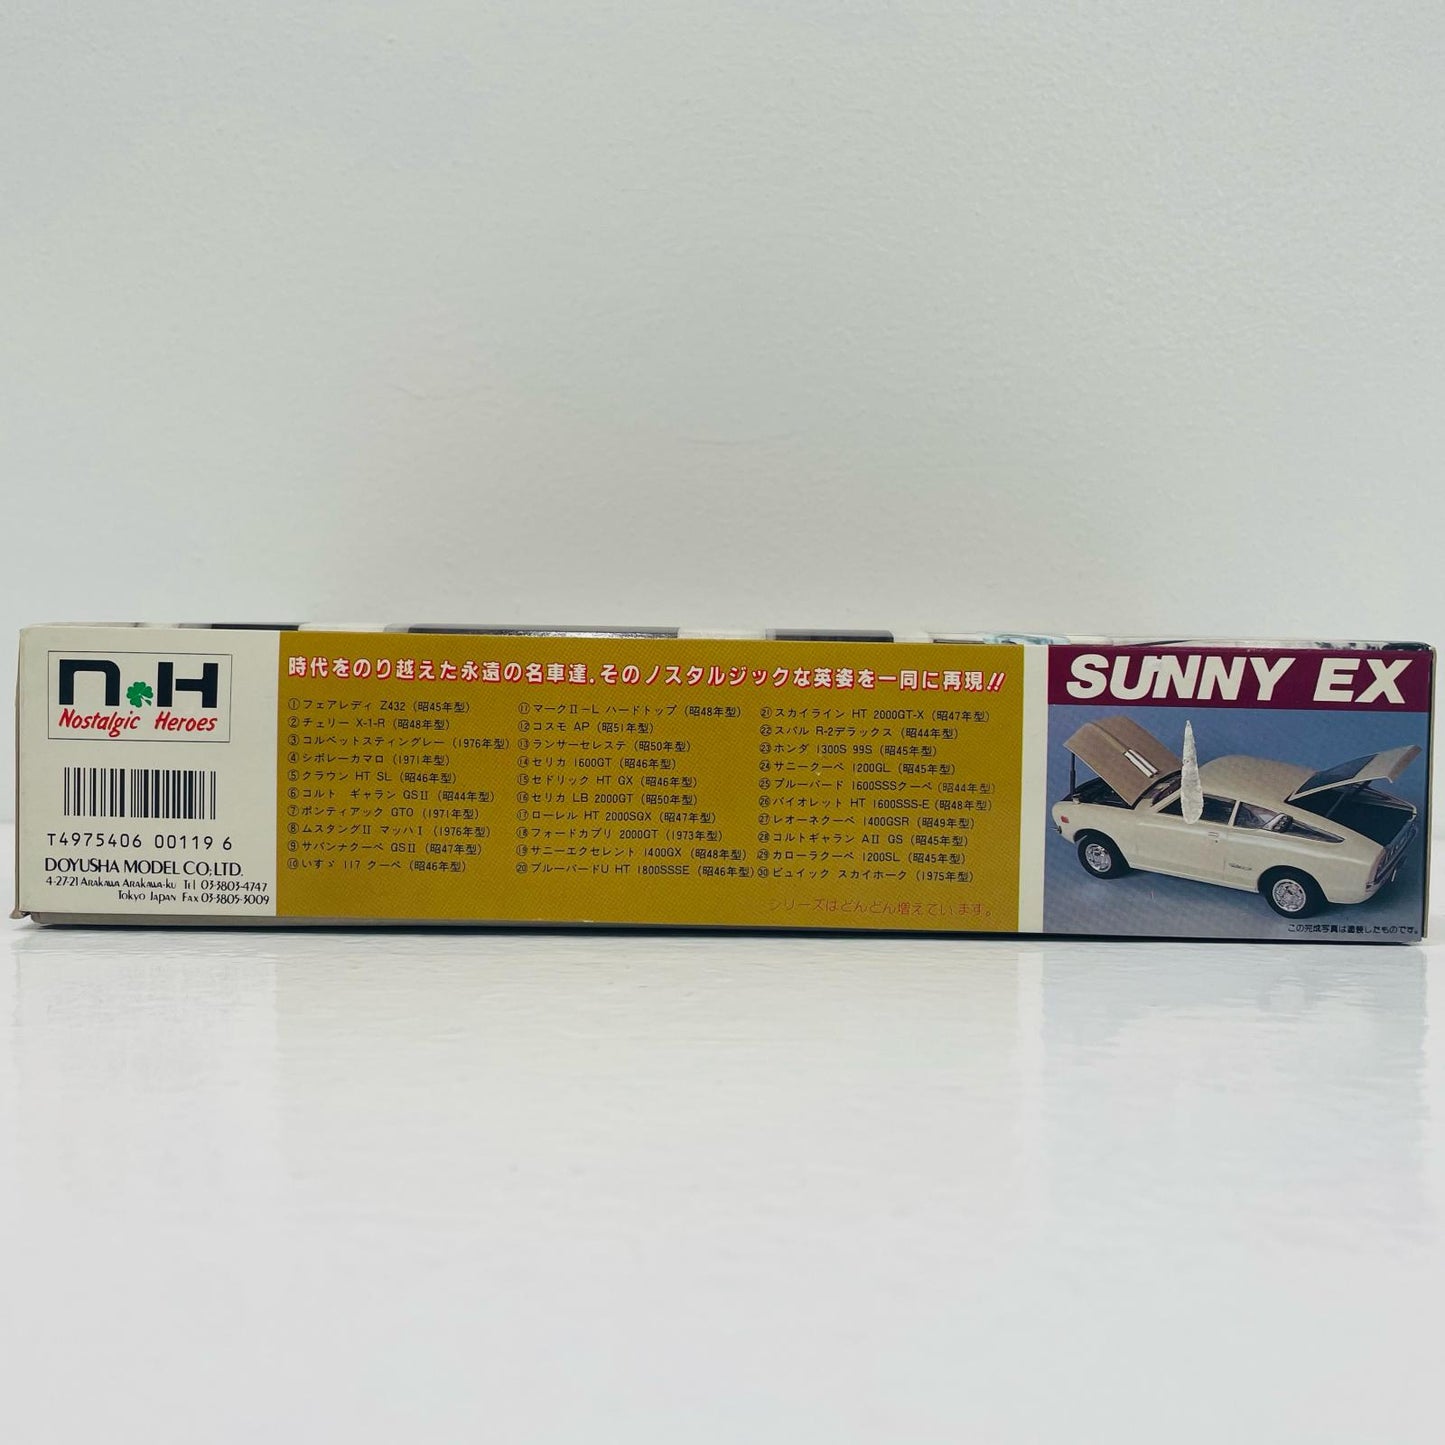 NH
Nostalgic Heroes
T4975406 00119 6
DOYUSHA MODEL CO,LTD.
4-27-21 Arakawa Arakawa-ku Tel 03-3803-4747
Tokyo Japan Fax 03-3805-3009
時代をのり越えた永遠の名車達.そのノスタルジックな英姿を一同に再現!!
①フェアレディ Z432 (昭45年型)
②チェリー X-1-R (昭48年型)
③コルベットスティングレー (1976年型)
④シボレーカマロ (1971年型)
⑤クラウン HT SL (昭46年型)
⑥コルト ギャラン GSⅡ (昭44年型)
⑦ポンティアック GTO (1971年型)
⑧ムスタングⅡ マッハⅠ (1976年型)
⑨サバンナクーペ GSⅡ (昭47年型)
⑩いすゞ 117 クーペ (昭46年型)
⑪マークⅡ-L ハードトップ (昭48年型)
⑫コスモ AP (昭51年型)
⑬ランサーセレステ (昭50年型)
⑭セリカ 1600GT (昭46年型)
⑮セドリック HT GX (昭46年型)
⑯セリカ LB 2000GT (昭50年型)
⑰ローレル HT 2000SGX (昭47年型)
⑱フォードカプリ 2000GT (1973年型)
⑲サニーエクセレント 1400GX (昭48年型)
⑳ブルーバードU HT 1800SSSE (昭46年型)
㉑スカイライン HT 2000GT-X (昭47年型)
㉒スバル R-2デラックス (昭44年型)
㉓ホンダ 1300S 99S (昭45年型)
㉔サニークーペ 1200GL (昭45年型)
㉕ブルーバード 1600SSSクーペ (昭44年型)
㉖バイオレット HT 1600SSS-E (昭48年型)
㉗レオーネクーペ 1400GSR (昭49年型)
㉘コルトギャラン AⅡ GS (昭45年型)
㉙カローラクーペ 1200SL (昭45年型)
㉚ビュイック スカイホーク (1975年型)
シリーズはどんどん増えています。
SUNNY EX
この完成写真は塗装したものです。